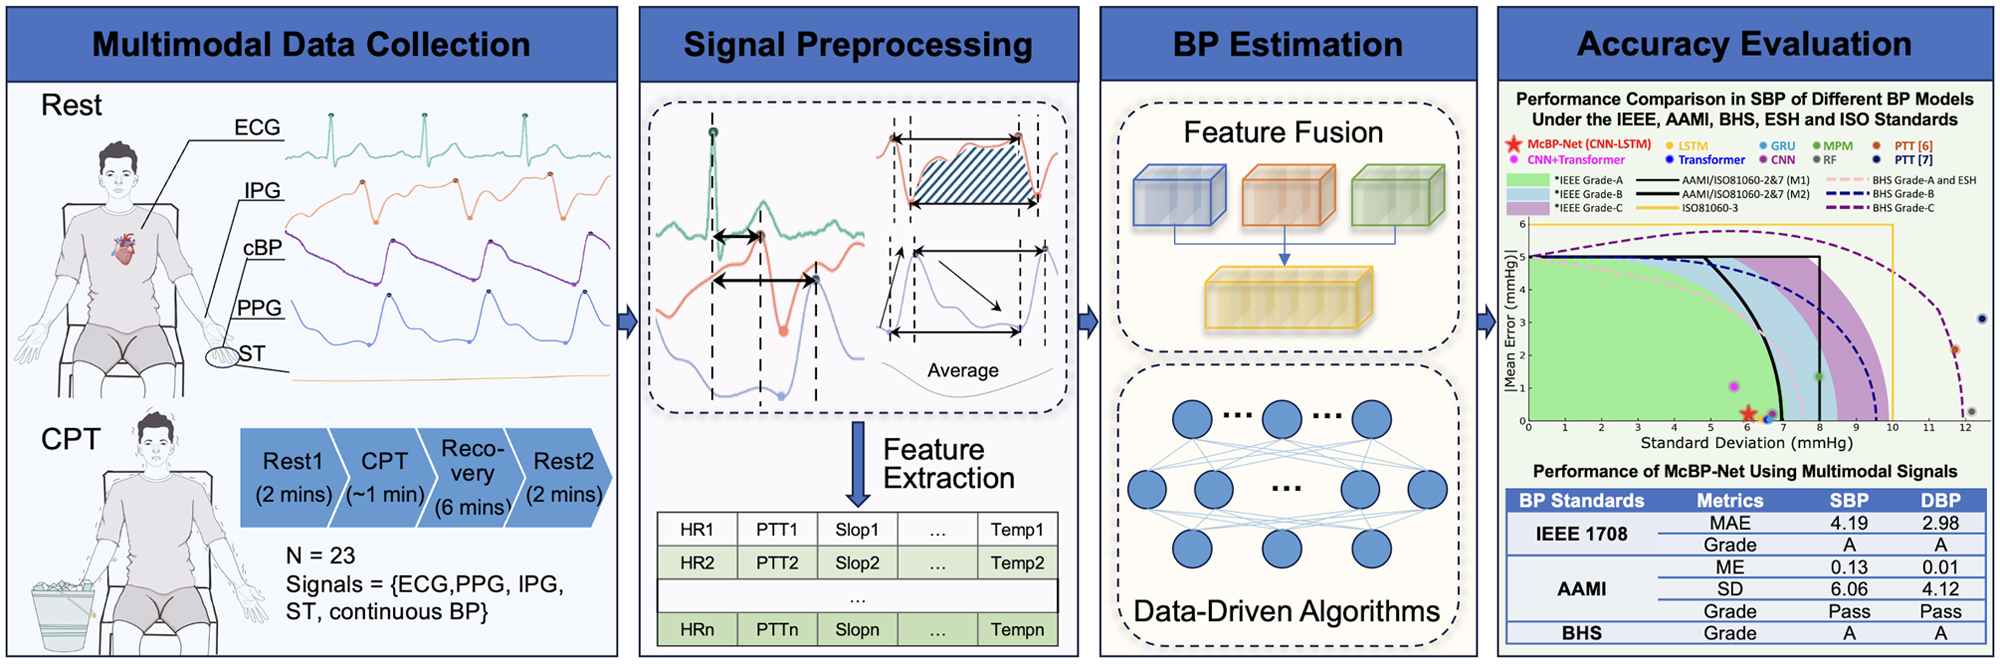 Multimodal Data Collection
Rest
ECG
IPG
cBP
PPG
ST
CPT
Rest1
(2 mins)
CPT
(~1 min)
Reco-
very
(6 mins)
Rest2
(2 mins)
N = 23
Signals = {ECG,PPG, IPG,
ST, continuous BP}
Signal Preprocessing
Average
Feature
Extraction
HR1 PTT1 Slop1 ... Temp1
HR2 PTT2 Slop2 ... Temp2
...
HRn PTTn Slopn ... Tempn
BP Estimation
Feature Fusion
... ...
...
Data-Driven Algorithms
Accuracy Evaluation
Performance Comparison in SBP of Different BP Models
Under the IEEE, AAMI, BHS, ESH and ISO Standards
McBP-Net (CNN-LSTM) LSTM GRU MPM PTT [6]
CNN+Transformer Transformer CNN RF PTT [7]
*IEEE Grade-A AAMI/ISO81060-2&7 (M1) BHS Grade-A and ESH
*IEEE Grade-B AAMI/ISO81060-2&7 (M2) BHS Grade-B
*IEEE Grade-C ISO81060-3 BHS Grade-C
|Mean Error (mmHg)|
6
5
4
3
2
1
0
0 1 2 3 4 5 6 7 8 9 10 11 12
Standard Deviation (mmHg)
Performance of McBP-Net Using Multimodal Signals
BP Standards Metrics SBP DBP
IEEE 1708 MAE 4.19 2.98
Grade A A
AAMI ME 0.13 0.01
SD 6.06 4.12
Grade Pass Pass
BHS Grade A A